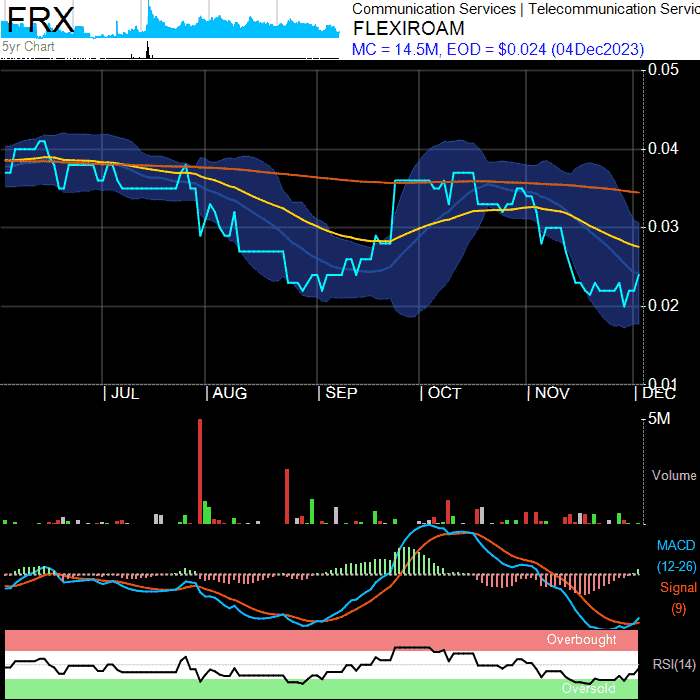 FRX
Communication Services | Telecommunication Servic
FLEXIROAM
5yr Chart
MC = 14.5M, EOD = $0.024 (04Dec2023)
0.05
0.04
0.03
0.02
0.01
| JUL | AUG | SEP | OCT | NOV | DEC
5M
Volume
MACD
(12-26)
Signal
(9)
Overbought
RSI(14)
Oversold